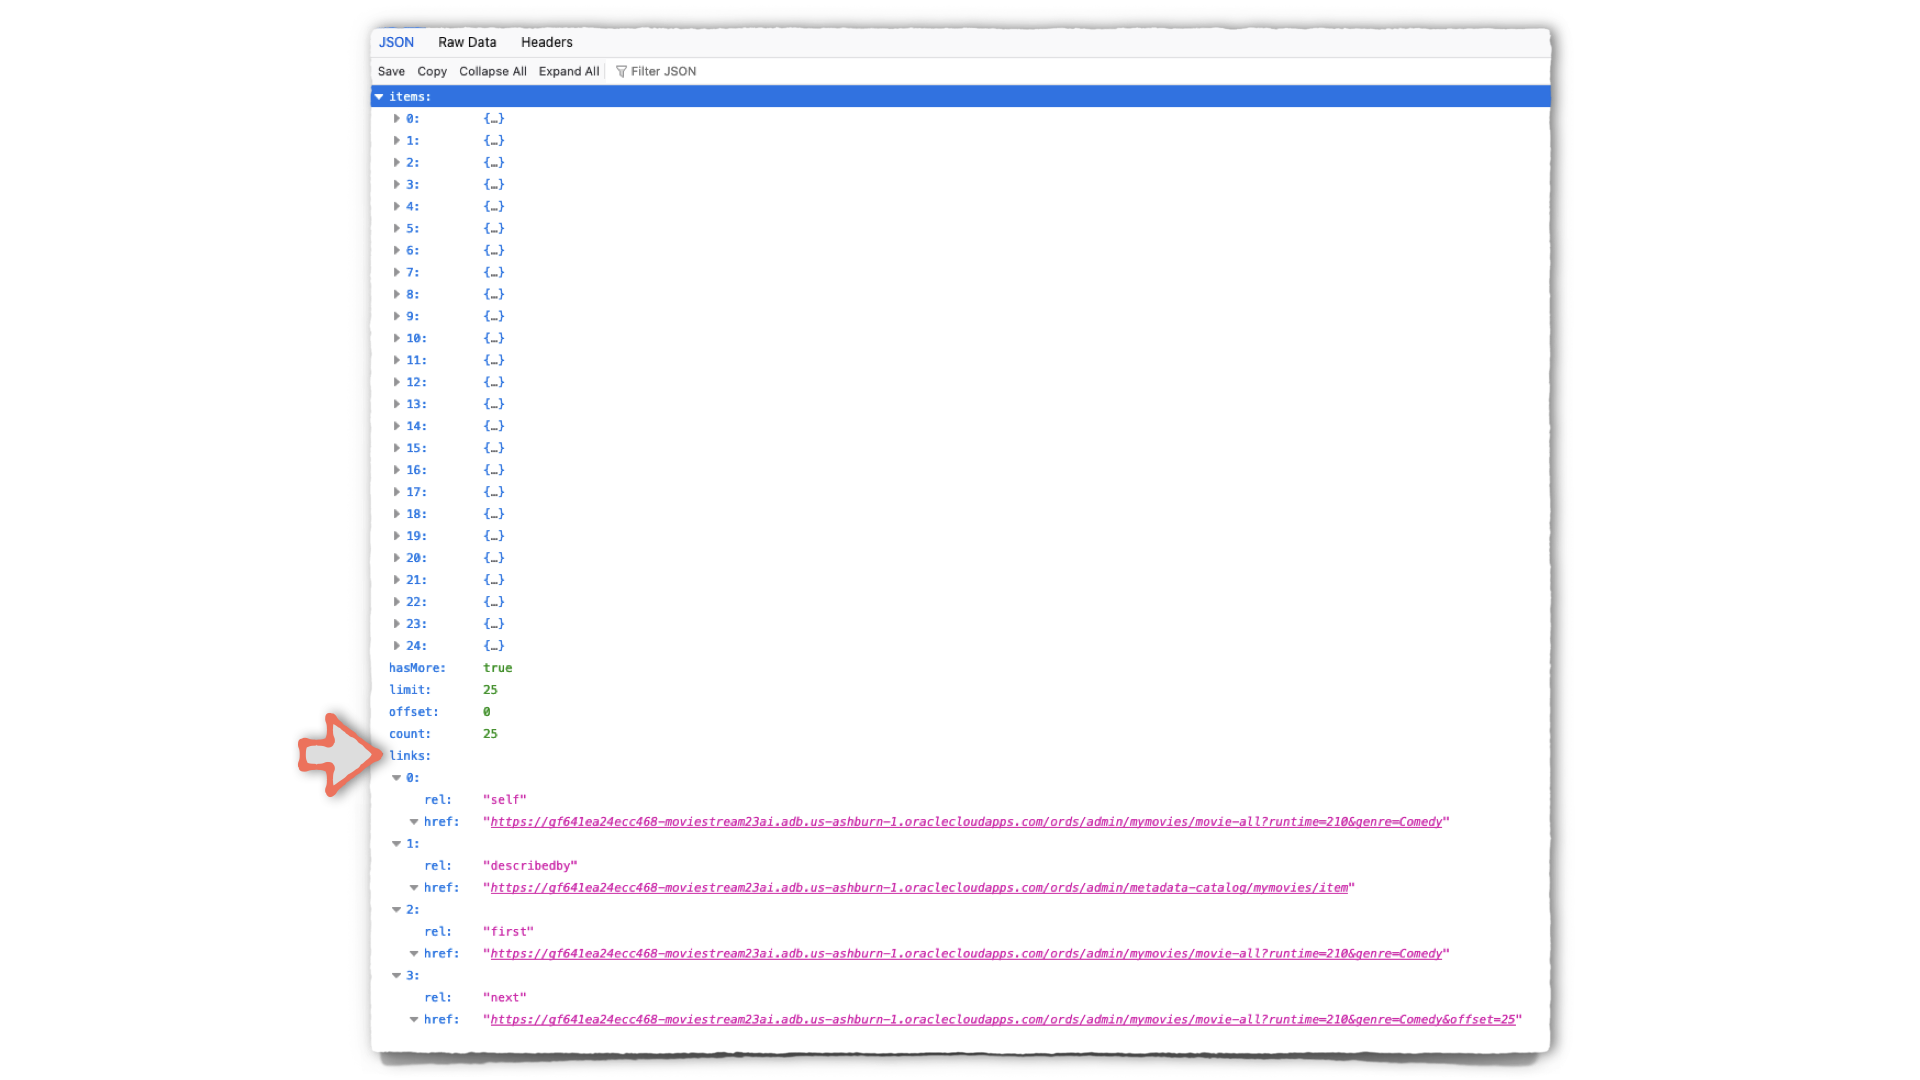 JSON Raw Data Headers
Save Copy Collapse All Expand All Filter JSON
items:
0: {…}
1: {…}
2: {…}
3: {…}
4: {…}
5: {…}
6: {…}
7: {…}
8: {…}
9: {…}
10: {…}
11: {…}
12: {…}
13: {…}
14: {…}
15: {…}
16: {…}
17: {…}
18: {…}
19: {…}
20: {…}
21: {…}
22: {…}
23: {…}
24: {…}
hasMore: true
limit: 25
offset: 0
count: 25
links:
0:
rel: "self"
href: "https://gf641ea24ecc468-moviestream23ai.adb.us-ashburn-1.oraclecloudapps.com/ords/admin/mymovies/movie-all?runtime=210&genre=Comedy"
1:
rel: "describedby"
href: "https://gf641ea24ecc468-moviestream23ai.adb.us-ashburn-1.oraclecloudapps.com/ords/admin/metadata-catalog/mymovies/item"
2:
rel: "first"
href: "https://gf641ea24ecc468-moviestream23ai.adb.us-ashburn-1.oraclecloudapps.com/ords/admin/mymovies/movie-all?runtime=210&genre=Comedy"
3:
rel: "next"
href: "https://gf641ea24ecc468-moviestream23ai.adb.us-ashburn-1.oraclecloudapps.com/ords/admin/mymovies/movie-all?runtime=210&genre=Comedy&offset=25"